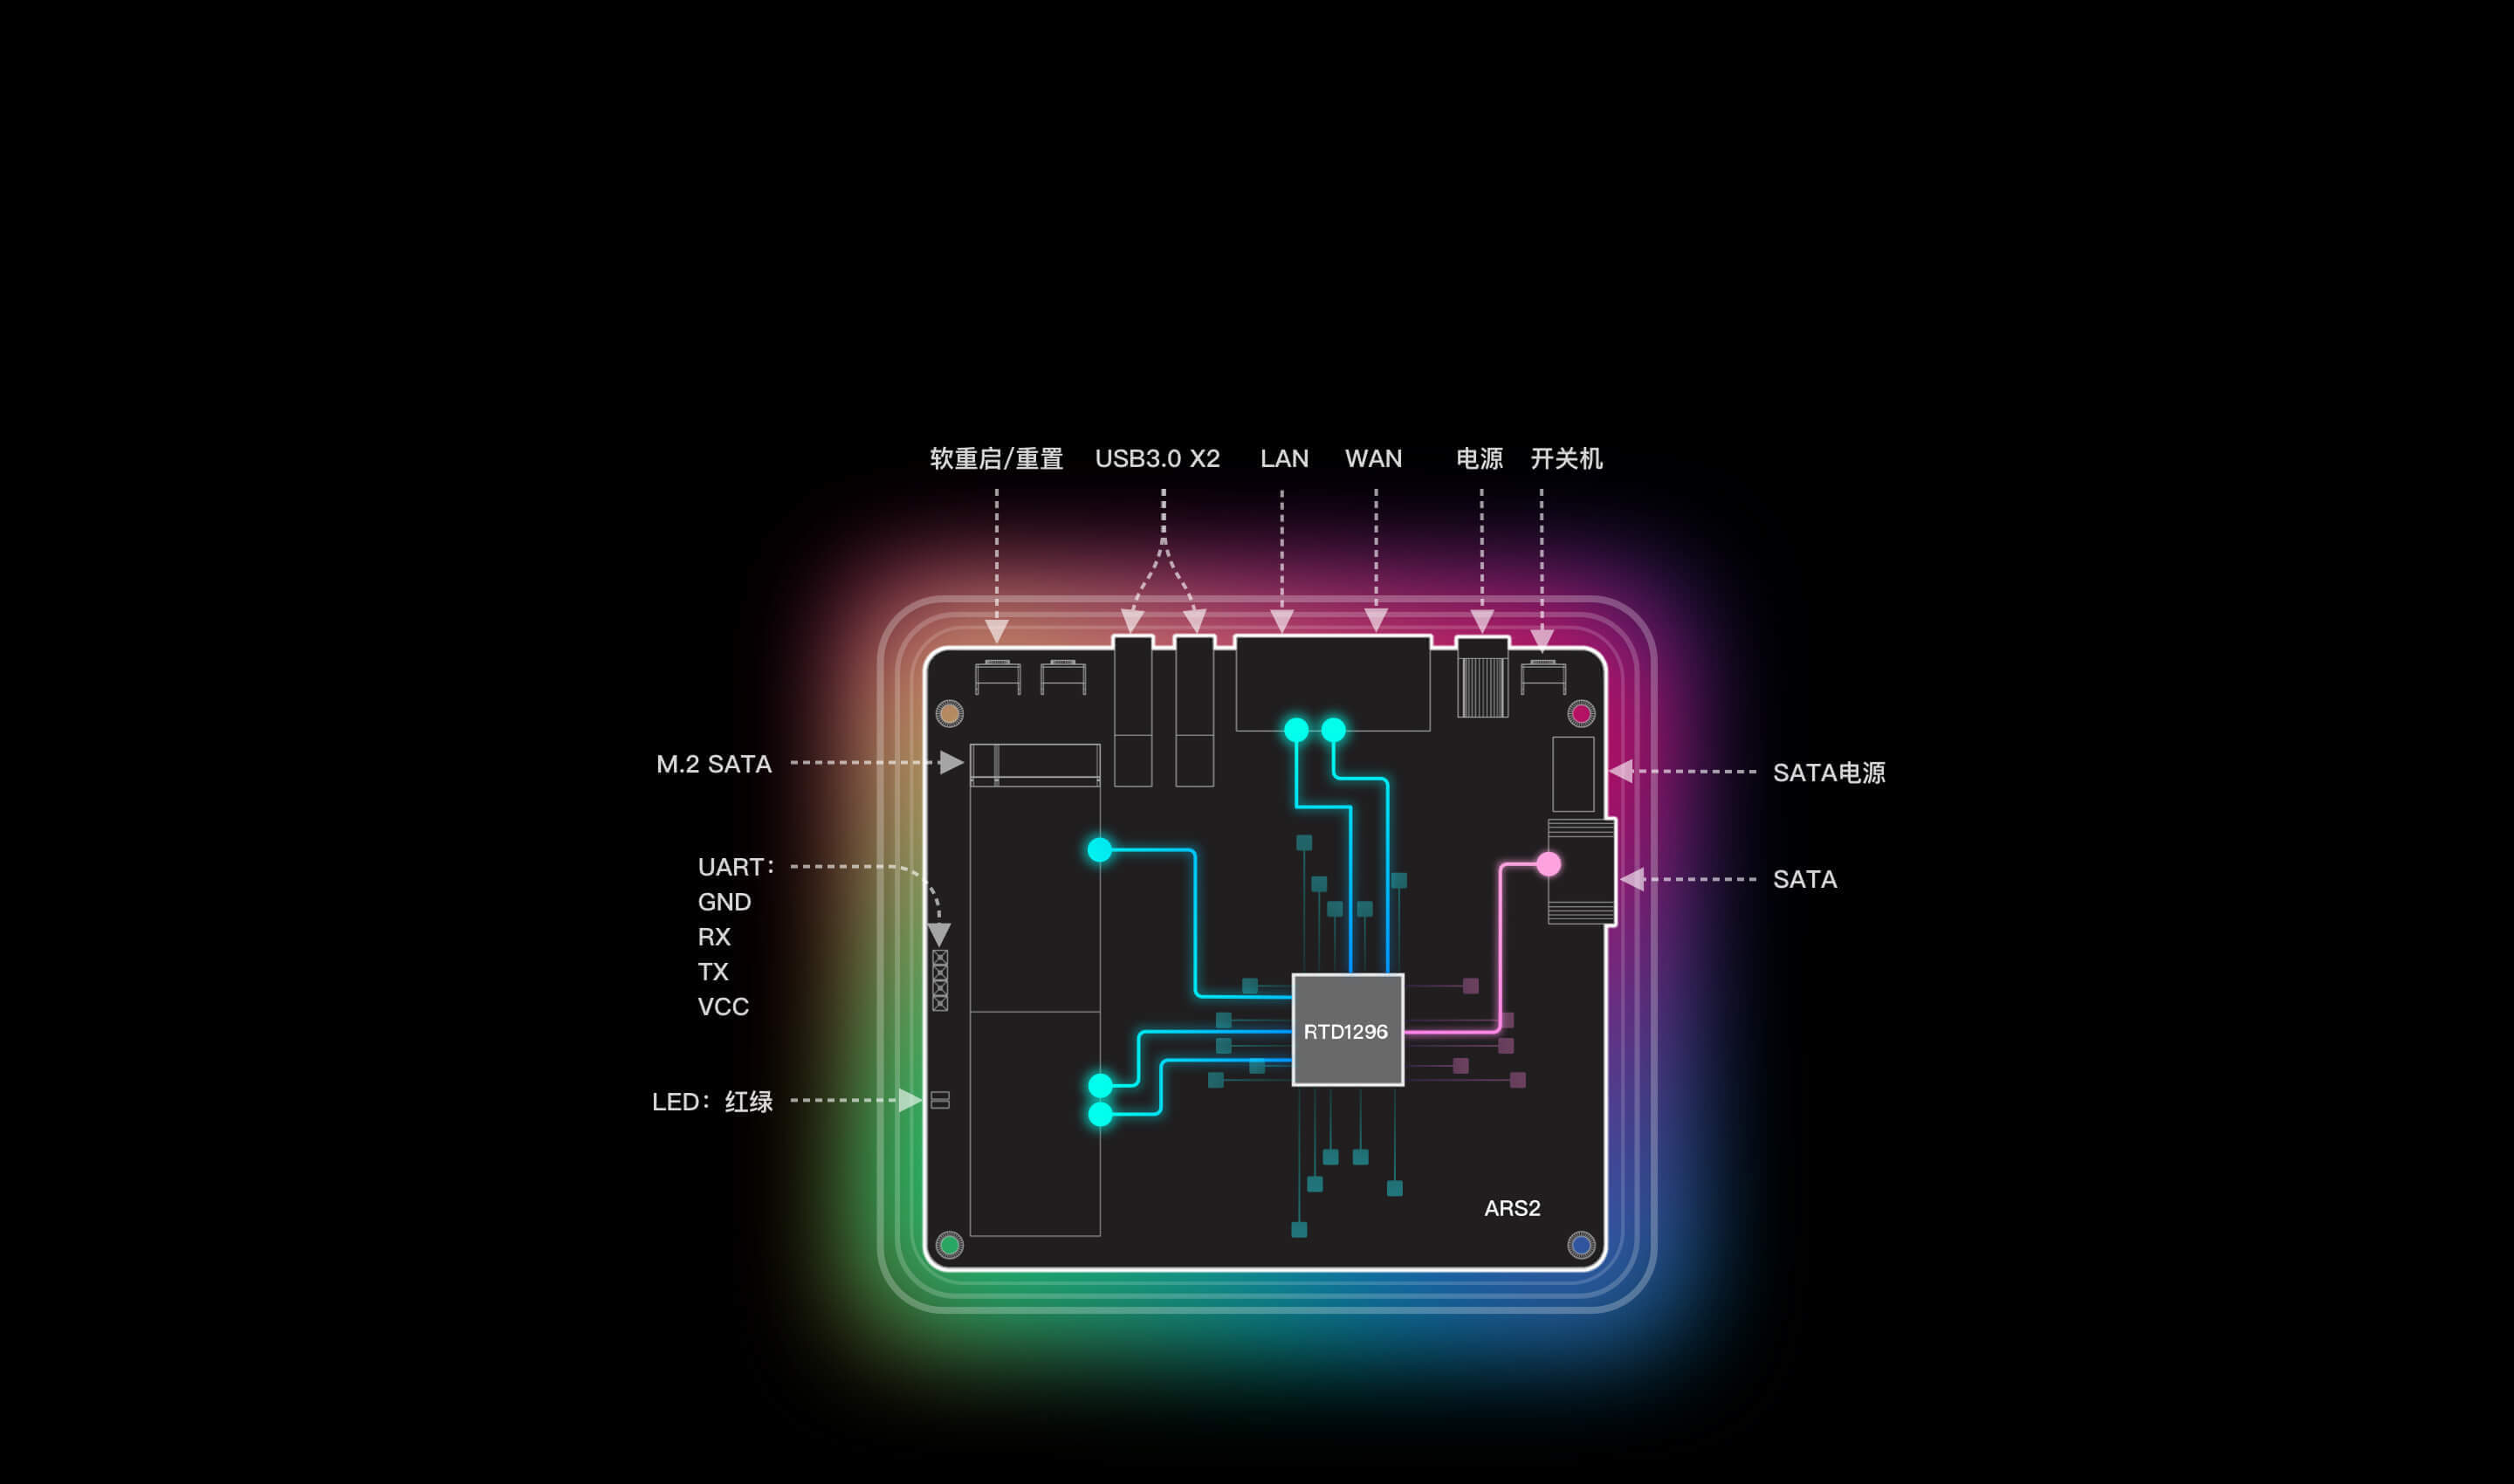 软重启/重置
USB3.0 X2
LAN
WAN
电源
开关机
M.2 SATA
SATA电源
UART：
GND
RX
TX
VCC
SATA
RTD1296
LED：红绿
ARS2